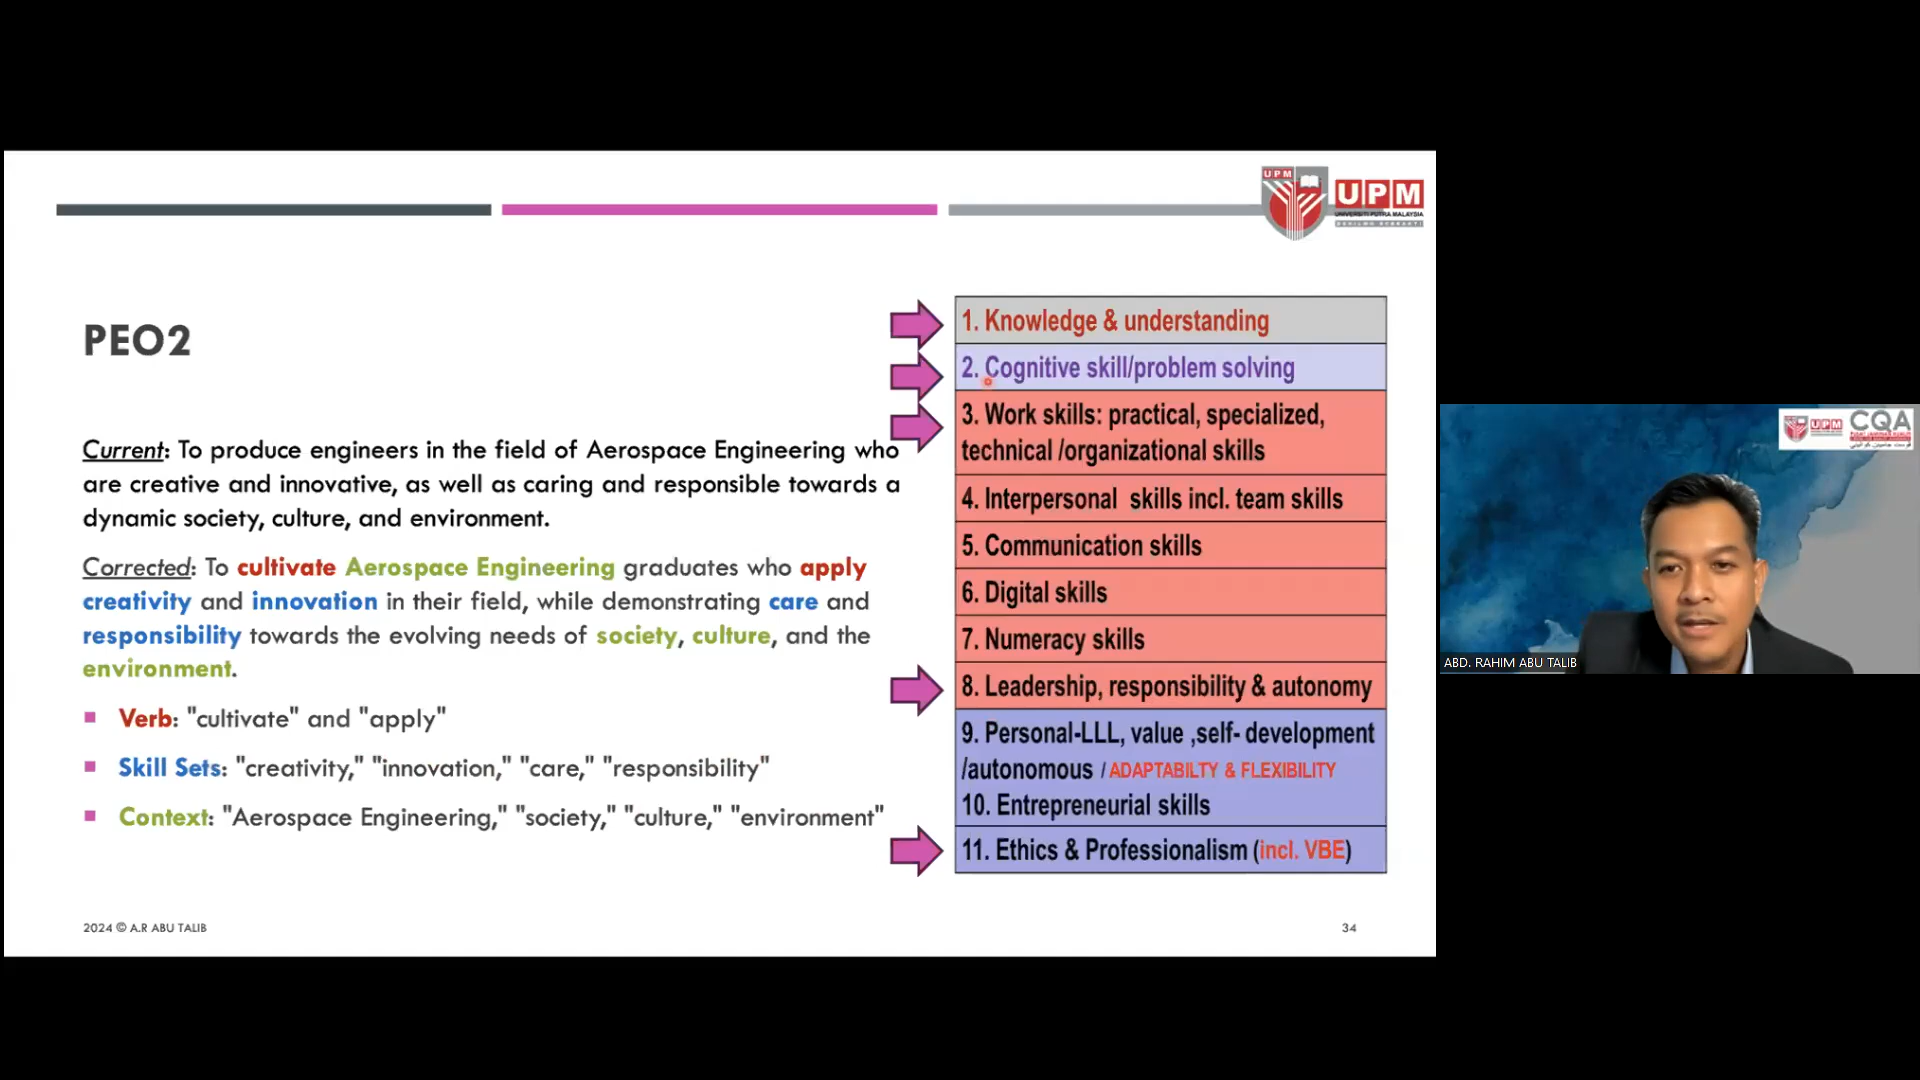 UPM
UPM
UNIVERSITI PUTRA MALAYSIA
BERILMU BERBAKTI
PEO2
Current: To produce engineers in the field of Aerospace Engineering who
are creative and innovative, as well as caring and responsible towards a
dynamic society, culture, and environment.
Corrected: To cultivate Aerospace Engineering graduates who apply
creativity and innovation in their field, while demonstrating care and
responsibility towards the evolving needs of society, culture, and the
environment.
Verb: "cultivate" and "apply"
Skill Sets: "creativity," "innovation," "care," "responsibility"
Context: "Aerospace Engineering," "society," "culture," "environment"
1. Knowledge & understanding
2. Cognitive skill/problem solving
3. Work skills: practical, specialized,
technical /organizational skills
4. Interpersonal skills incl. team skills
5. Communication skills
6. Digital skills
7. Numeracy skills
8. Leadership, responsibility & autonomy
9. Personal-LLL, value ,self- development
/autonomous / ADAPTABILTY & FLEXIBILITY
10. Entrepreneurial skills
11. Ethics & Professionalism (incl. VBE)
2024 © A.R ABU TALIB
34
UPM
CQA
ABD. RAHIM ABU TALIB